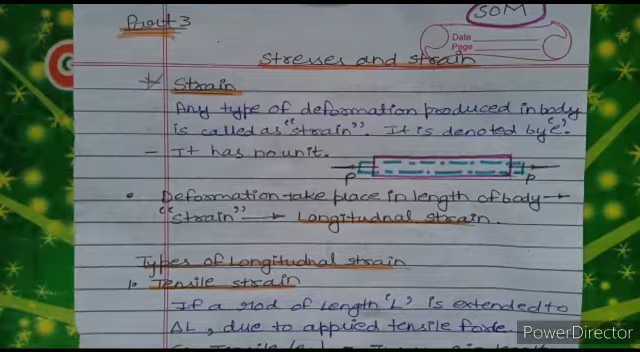 Part 3
SOM
Date
Page
Stresses and strain
* Strain
Any type of deformation produced in body
is called as "strain". It is denoted by "e".
- It has no unit.
P P
• Deformation take place in length of body →
"strain" → Longitudnal strain.
Types of Longitudnal strain
1. Tensile strain
If a rod of length 'L' is extended to
ΔL, due to applied tensile force.
PowerDirector